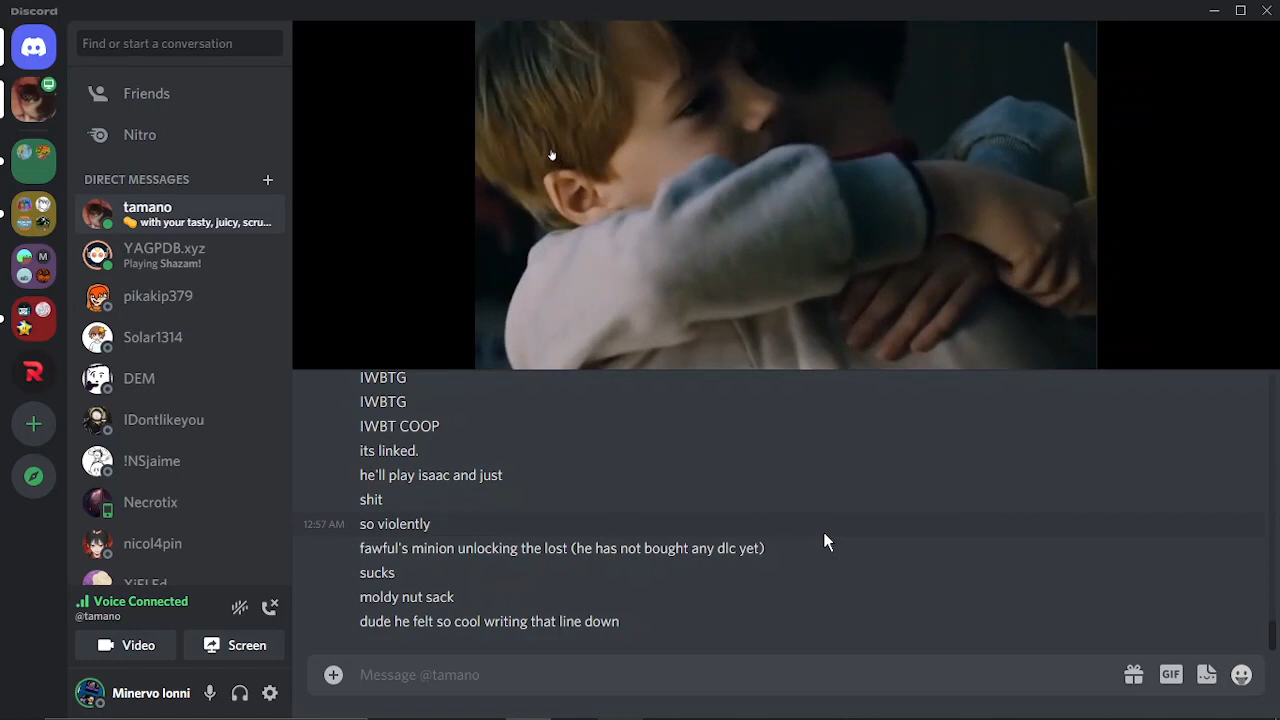 Discord
Find or start a conversation
Friends
Nitro
DIRECT MESSAGES
tamano
with your tasty, juicy, scru...
YAGPDB.xyz
Playing Shazam!
pikakip379
Solar1314
DEM
IDontlikeyou
!NSjaime
Necrotix
nicol4pin
Voice Connected
@tamano
Video
Screen
Minervo Ionni
M
IWBTG
IWBTG
IWBT COOP
its linked.
he'll play isaac and just
shit
12:57 AM so violently
fawful's minion unlocking the lost (he has not bought any dlc yet)
sucks
moldy nut sack
dude he felt so cool writing that line down
Message @tamano
GIF